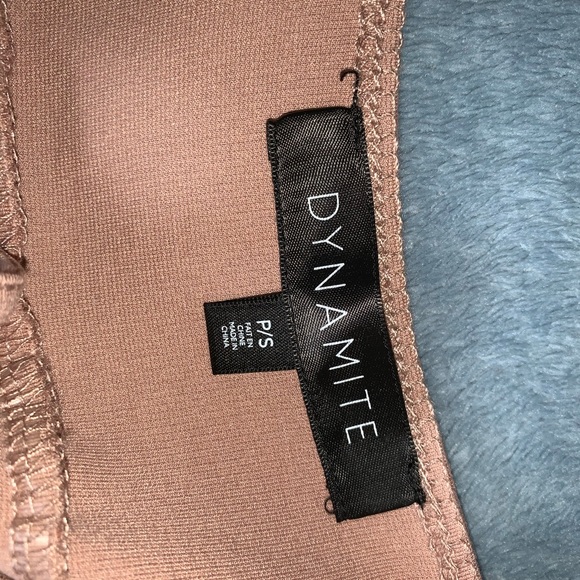 DYNAMITE
P/S
FAIT EN
CHINE
MADE IN
CHINA